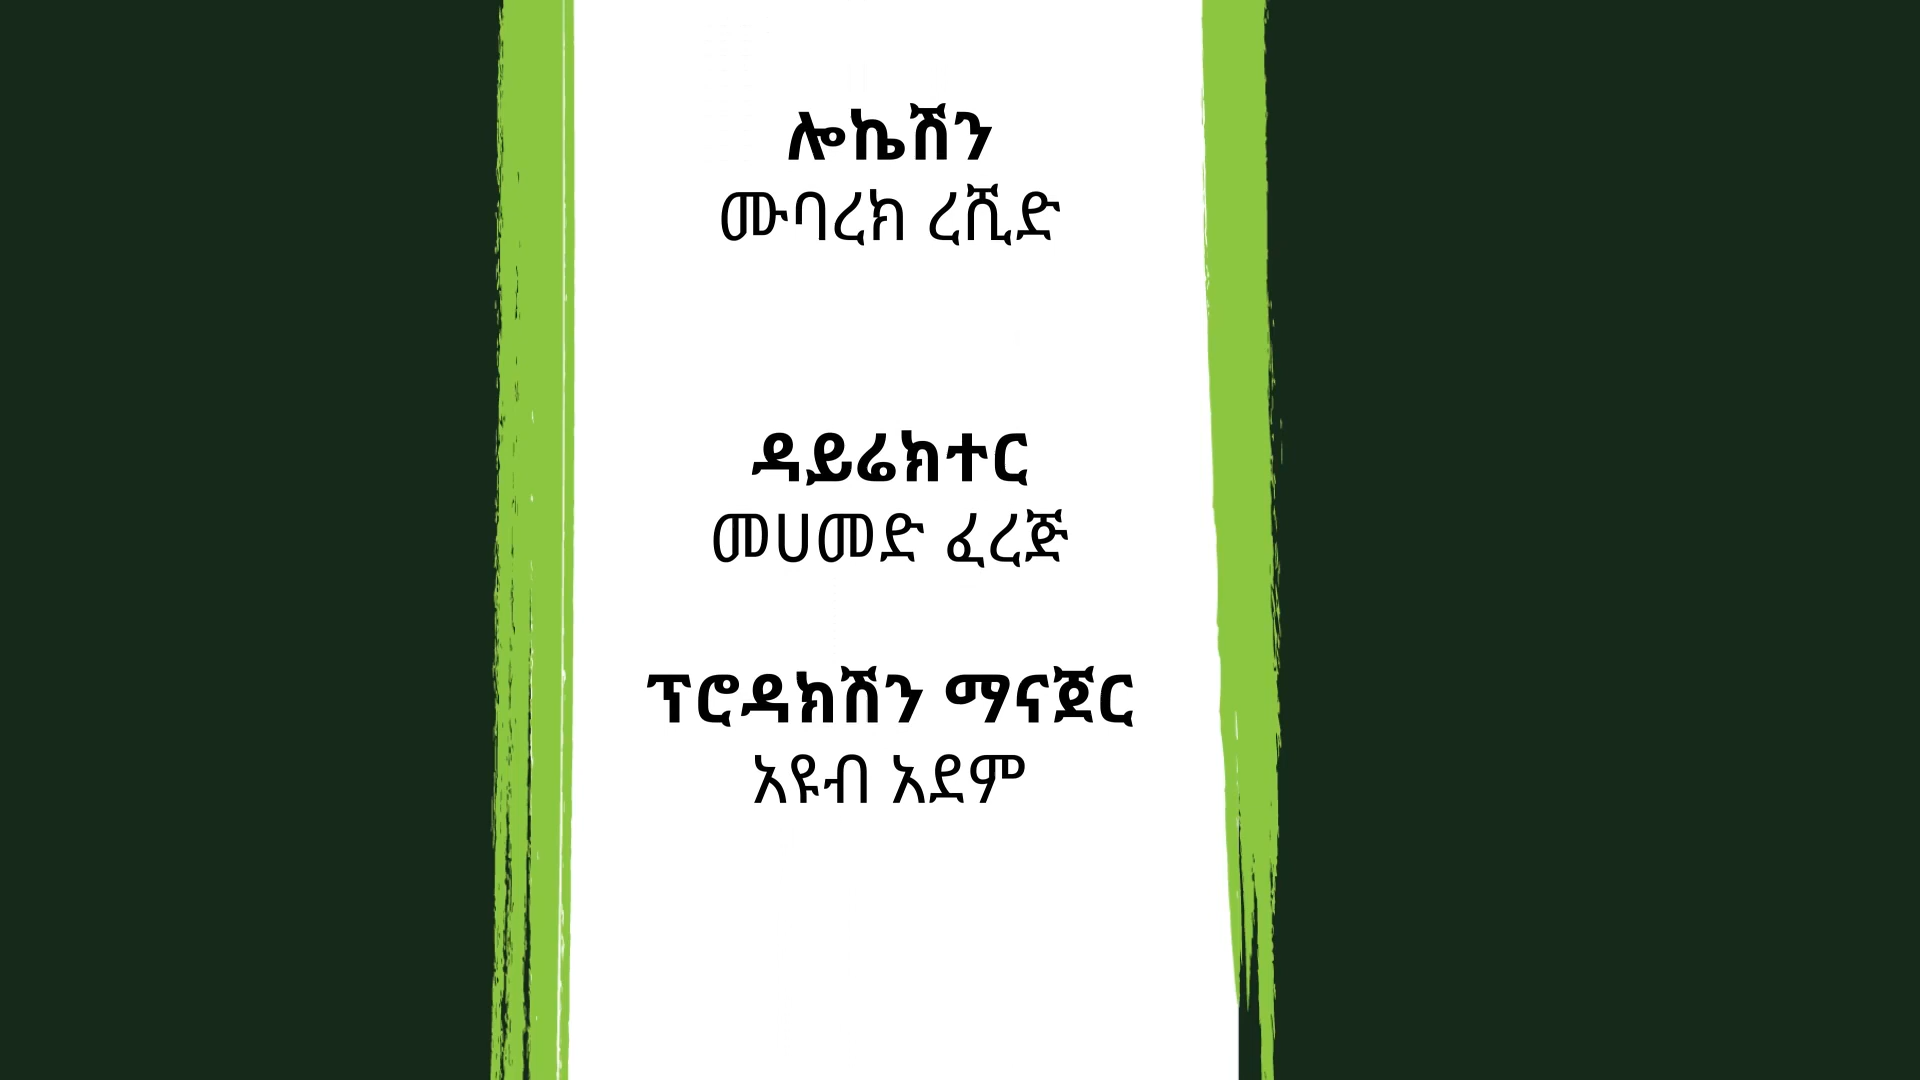 ሎኬሽን
ሙባረክ ረሺድ
ዳይሬክተር
መሀመድ ፈረጅ
ፕሮዳክሽን ማናጀር
አዩብ አደም